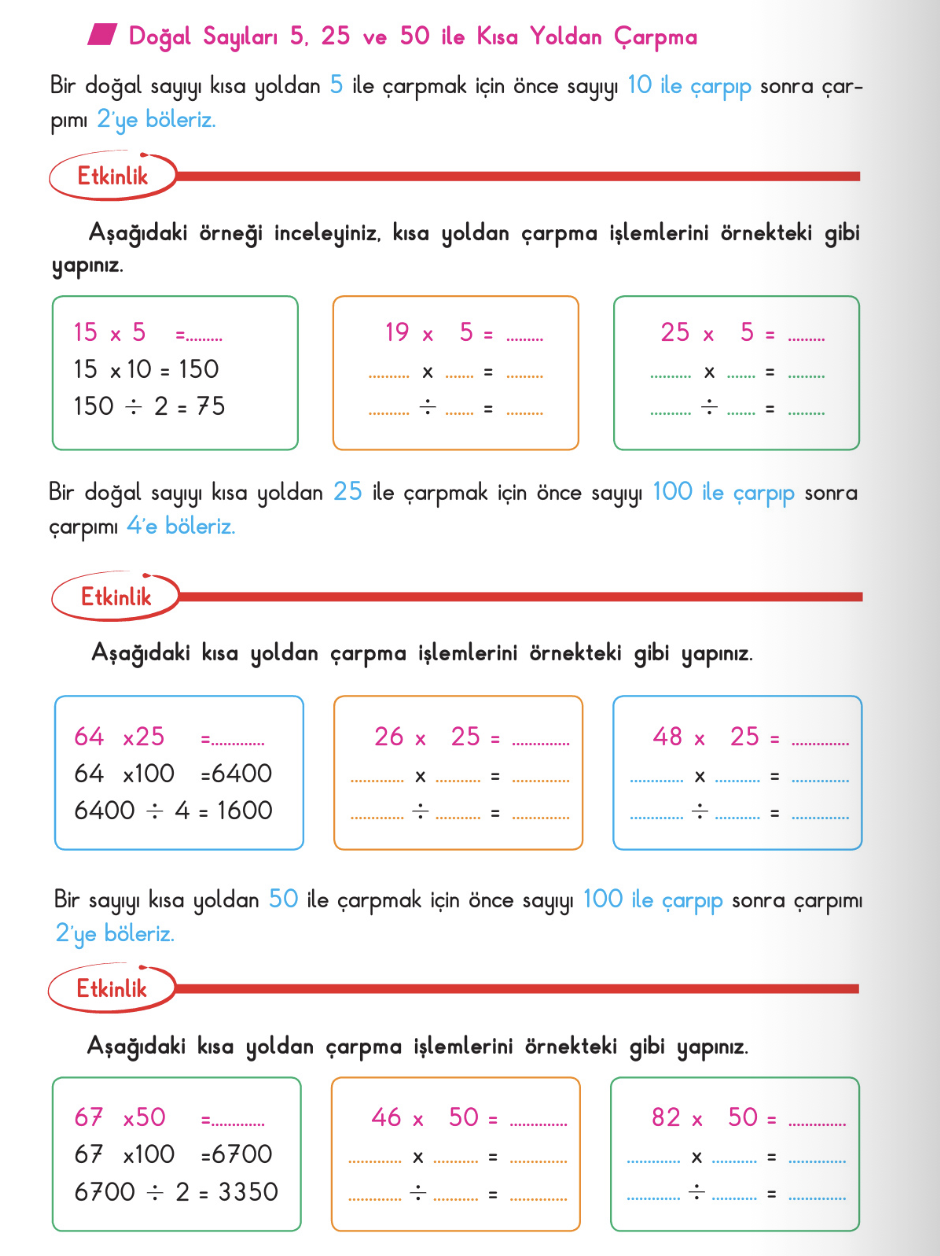 Doğal Sayıları 5, 25 ve 50 ile Kısa Yoldan Çarpma
Bir doğal sayıyı kısa yoldan 5 ile çarpmak için önce sayıyı 10 ile çarpıp sonra çar-
pımı 2'ye böleriz.
Etkinlik
Aşağıdaki örneği inceleyiniz, kısa yoldan çarpma işlemlerini örnekteki gibi
yapınız.
15 x 5 =.........
15 x 10 = 150
150 ÷ 2 = 75
19 x 5 = .........
.......... x ....... = .........
.......... ÷ ....... = .........
25 x 5 = .........
.......... x ....... = .........
.......... ÷ ....... = .........
Bir doğal sayıyı kısa yoldan 25 ile çarpmak için önce sayıyı 100 ile çarpıp sonra
çarpımı 4'e böleriz.
Etkinlik
Aşağıdaki kısa yoldan çarpma işlemlerini örnekteki gibi yapınız.
64 x25 =.............
64 x100 =6400
6400 ÷ 4 = 1600
26 x 25 = ..............
............. x ........... = ..............
............. ÷ ........... = ..............
48 x 25 = ..............
............. x ........... = ..............
............. ÷ ........... = ..............
Bir sayıyı kısa yoldan 50 ile çarpmak için önce sayıyı 100 ile çarpıp sonra çarpımı
2'ye böleriz.
Etkinlik
Aşağıdaki kısa yoldan çarpma işlemlerini örnekteki gibi yapınız.
67 x50 =.............
67 x100 =6700
6700 ÷ 2 = 3350
46 x 50 = ..............
............. x ........... = ..............
............. ÷ ........... = ..............
82 x 50 = ..............
............. x ........... = ..............
............. ÷ ........... = ..............